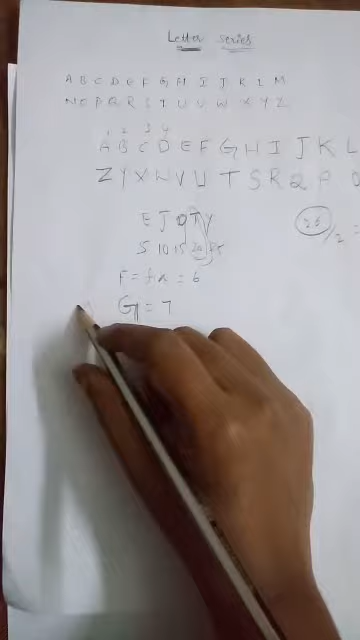 Letter series
A B C D E F G H I J K L M
N O P Q R S T U V W X Y Z
1 2 3 4
A B C D E F G H I J K L
Z Y X W V U T S R Q P O
E J O T Y
5 10 15 20 25
F = fix = 6
G = 7
26/2 =